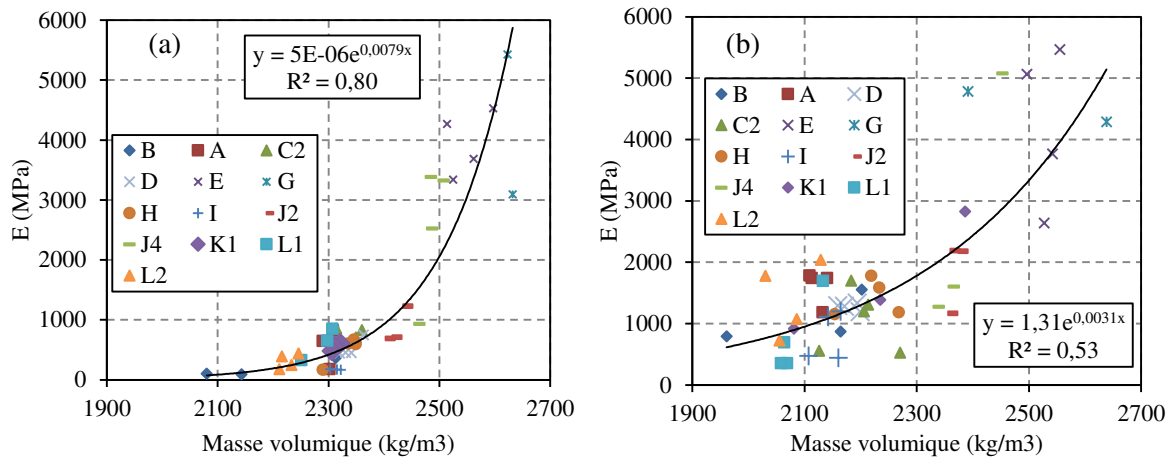 (a)
y = 5E-06e^0,0079x
R² = 0,80
6000
5000
4000
3000
2000
1000
0
E (MPa)
B A C2
D E G
H I J2
J4 K1 L1
L2
1900 2100 2300 2500 2700
Masse volumique (kg/m3)
(b)
6000
5000
4000
3000
2000
1000
0
E (MPa)
B A D
C2 E G
H I J2
J4 K1 L1
L2
y = 1,31e^0,0031x
R² = 0,53
1900 2100 2300 2500 2700
Masse volumique (kg/m3)